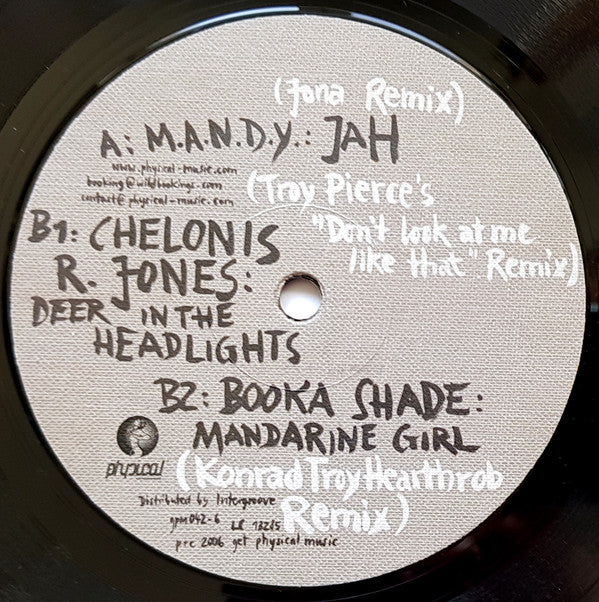 (Jona Remix)
A: M.A.N.D.Y.: JAH
www.physical-music.com
booking@wildbookings.com
contact@physical-music.com
(Troy Pierce's
"Don't look at me
like that" Remix)
B1: CHELONIS
R. JONES:
DEER IN THE
HEADLIGHTS
B2: BOOKA SHADE:
MANDARINE GIRL
physical
(Konrad Troy Hearthrob
Remix)
Distributed by Intergroove
gpm042-6 LC 13215
p+c 2006 get physical music